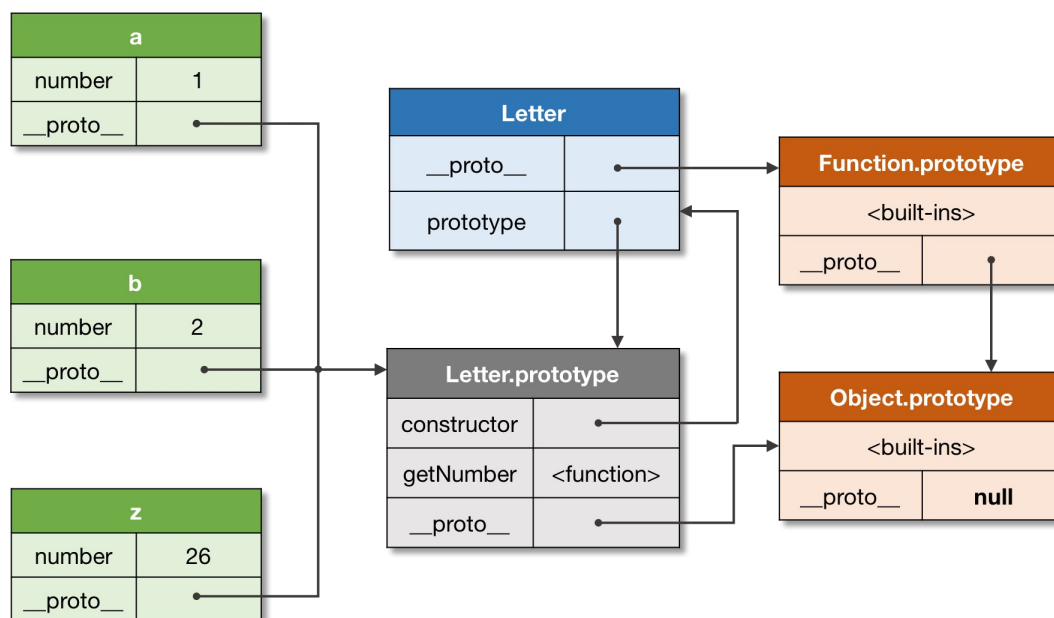 a
number 1
__proto__
b
number 2
__proto__
z
number 26
__proto__
Letter
__proto__
prototype
Letter.prototype
constructor
getNumber <function>
__proto__
Function.prototype
<built-ins>
__proto__
Object.prototype
<built-ins>
__proto__ null